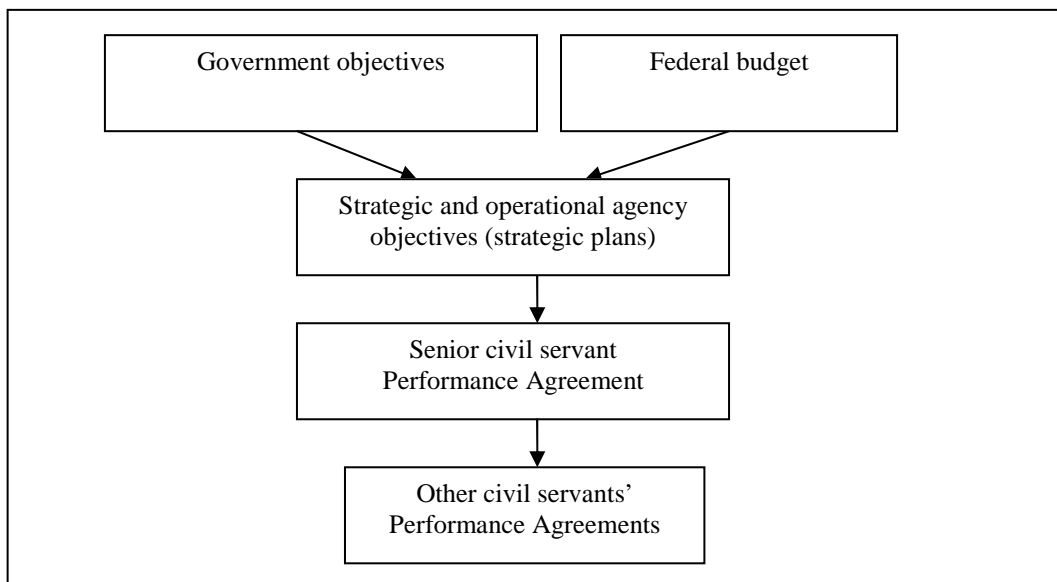 Government objectives
Federal budget
Strategic and operational agency
objectives (strategic plans)
Senior civil servant
Performance Agreement
Other civil servants’
Performance Agreements